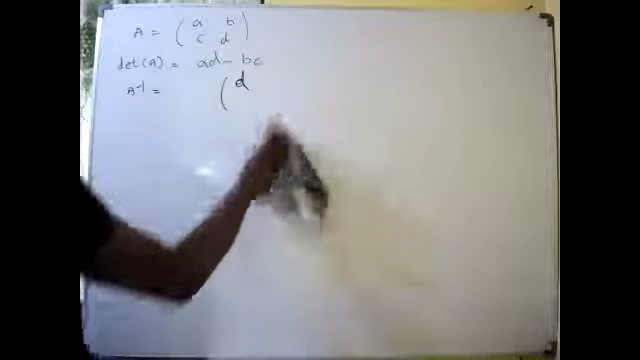 A = ( a b
c d )
det(A) = ad - bc
A⁻¹ = ( d